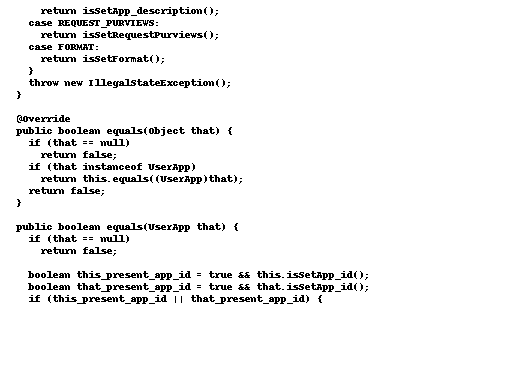 return isSetApp_description();
case REQUEST_PURVIEWS:
return isSetRequestPurviews();
case FORMAT:
return isSetFormat();
}
throw new IllegalStateException();
}
@Override
public boolean equals(Object that) {
if (that == null)
return false;
if (that instanceof UserApp)
return this.equals((UserApp)that);
return false;
}
public boolean equals(UserApp that) {
if (that == null)
return false;
boolean this_present_app_id = true && this.isSetApp_id();
boolean that_present_app_id = true && that.isSetApp_id();
if (this_present_app_id || that_present_app_id) {